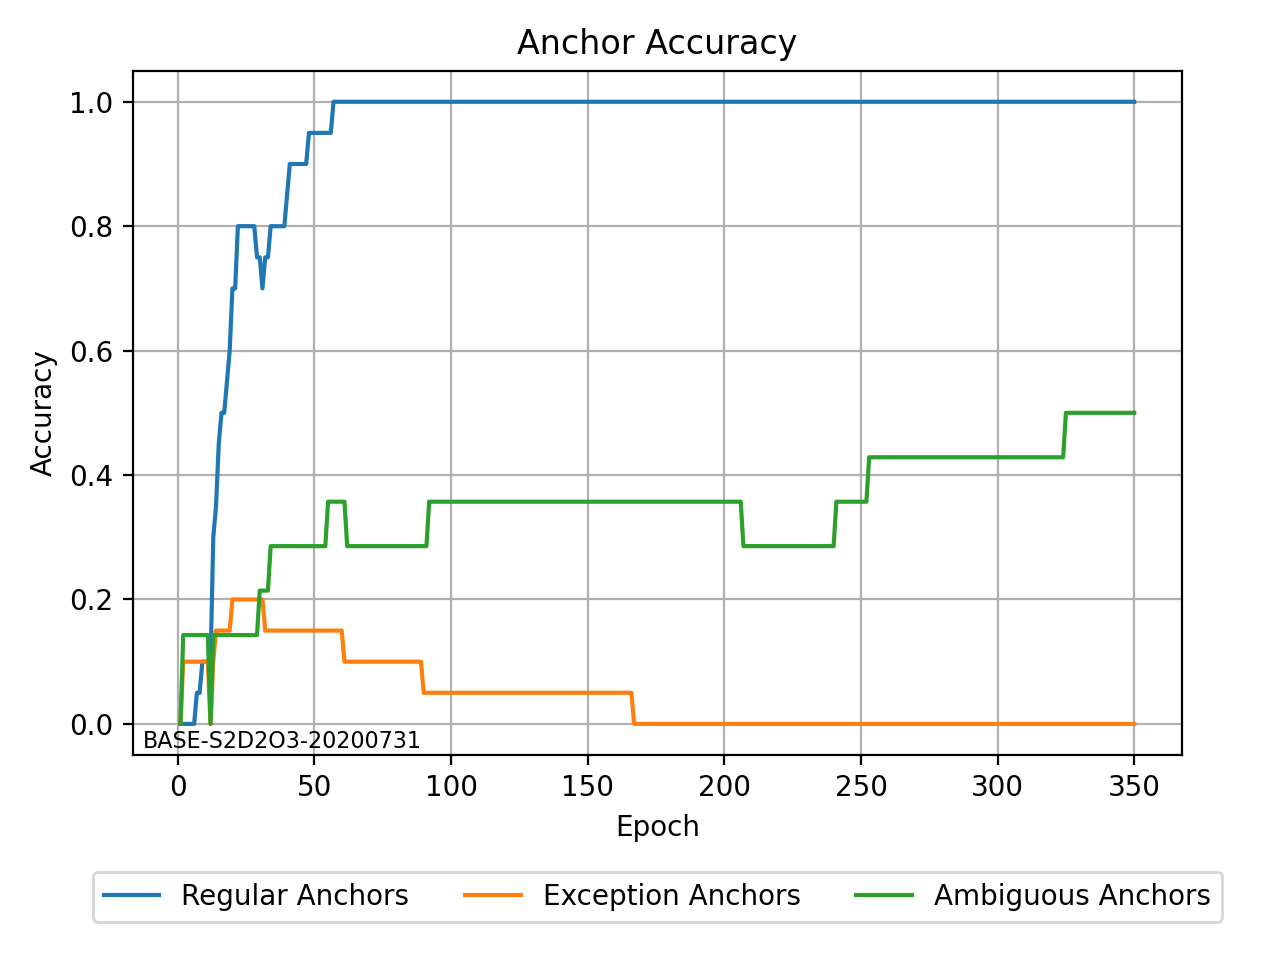 Anchor Accuracy
1.0
0.8
0.6
0.4
0.2
0.0
Accuracy
BASE-S2D2O3-20200731
0 50 100 150 200 250 300 350
Epoch
Regular Anchors Exception Anchors Ambiguous Anchors